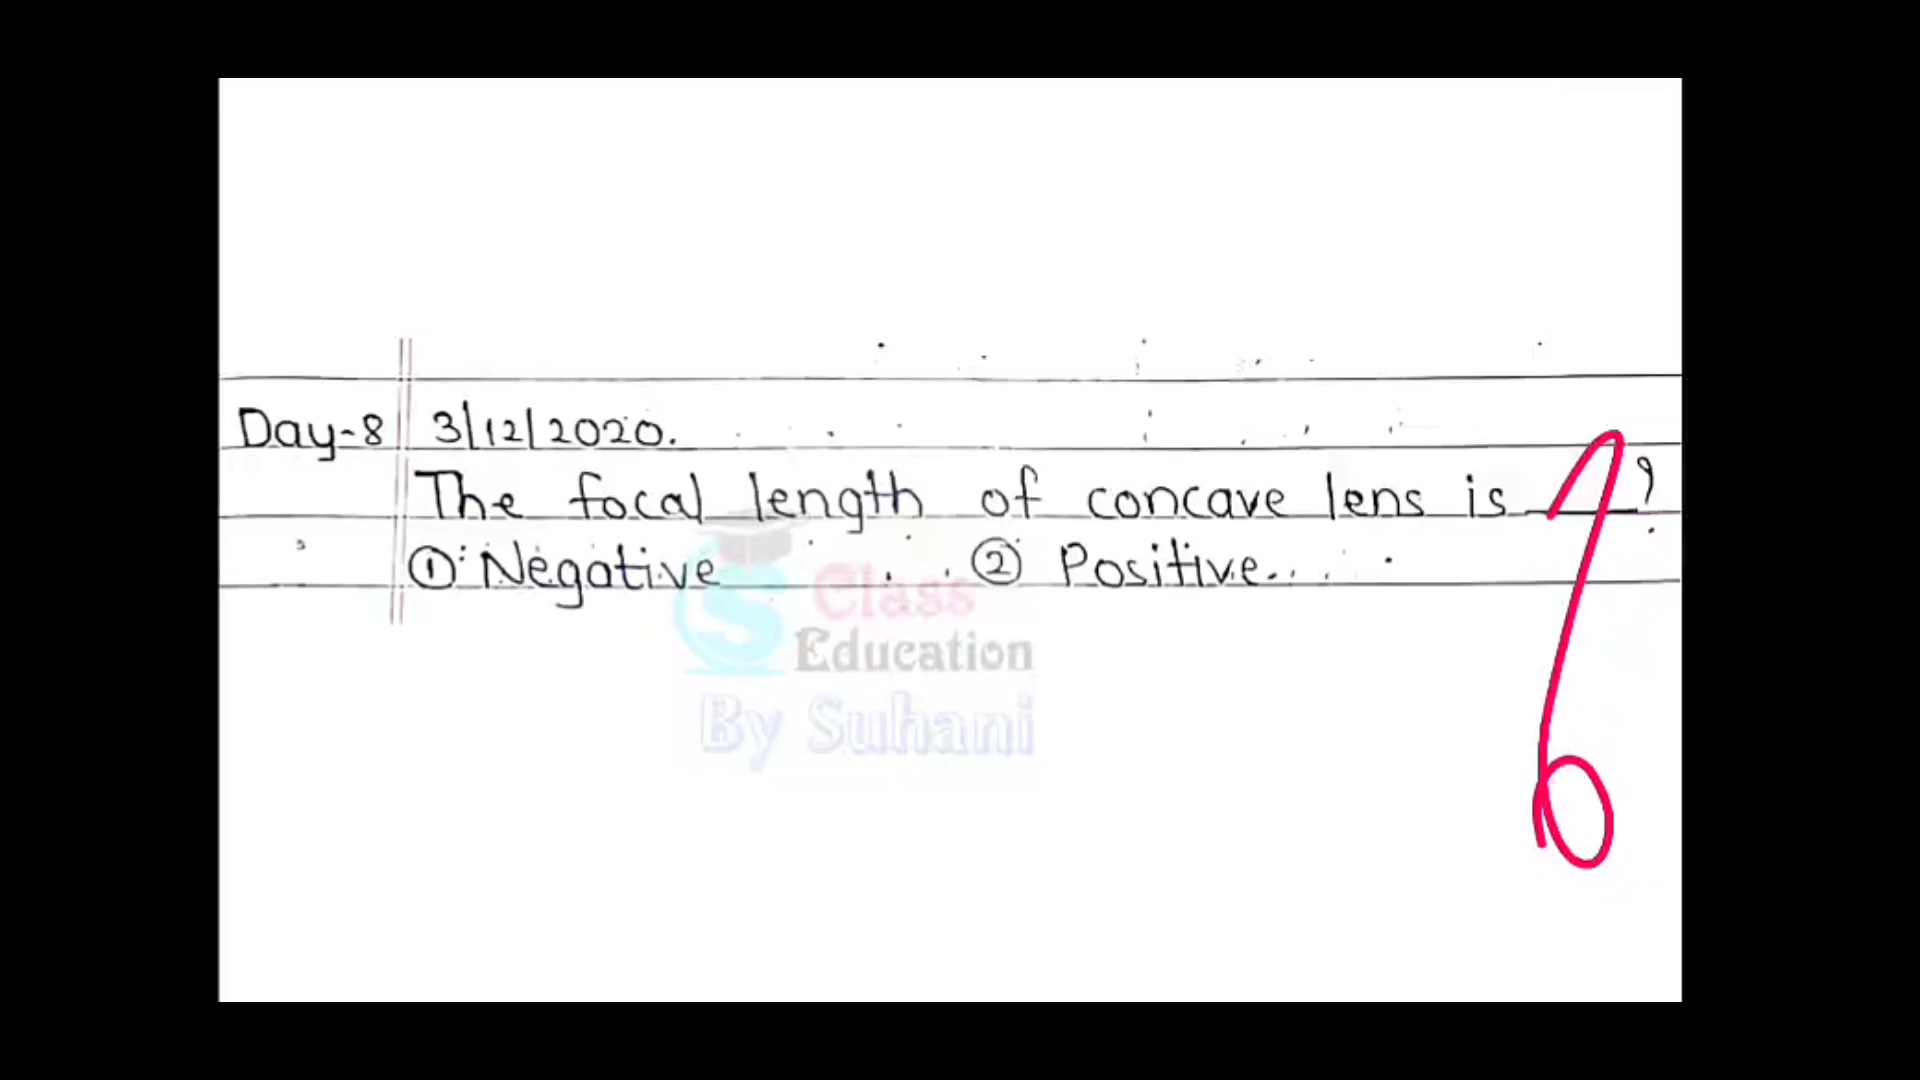 Day-8 3/12/2020.
The focal length of concave lens is ___?
① Negative ② Positive.
Class
Education
By Suhani